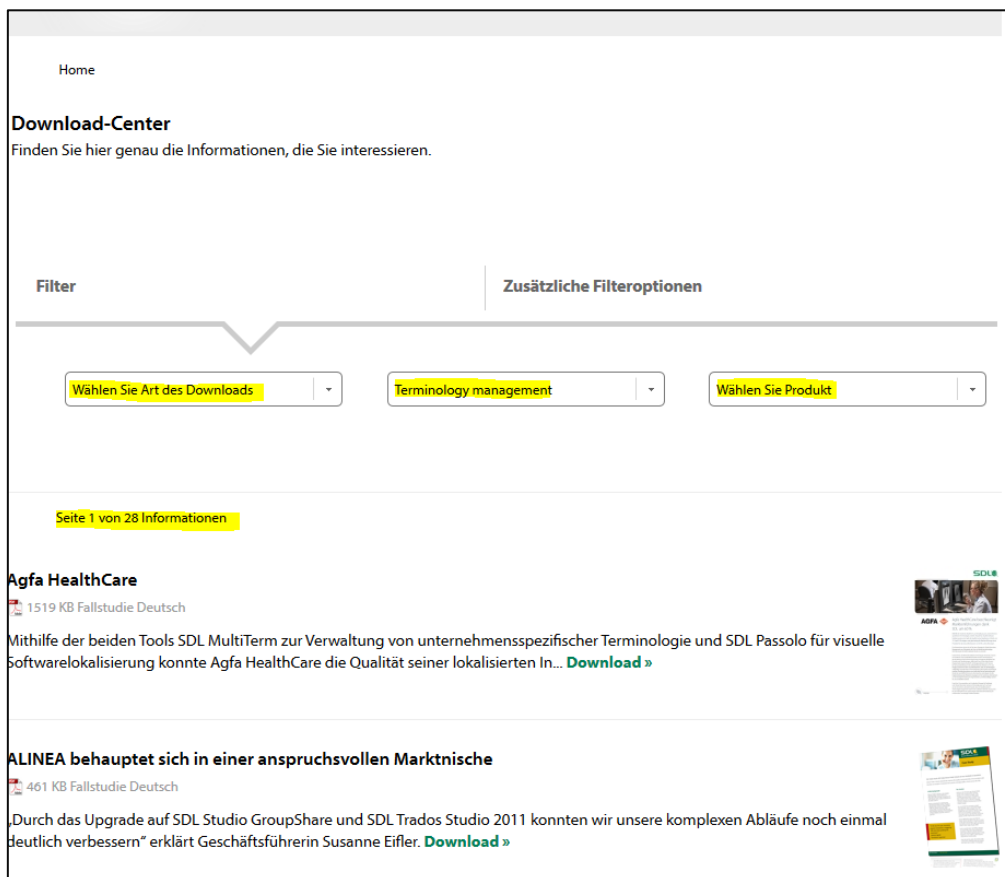 Home
Download-Center
Finden Sie hier genau die Informationen, die Sie interessieren.
Filter
Zusätzliche Filteroptionen
Wählen Sie Art des Downloads
Terminology management
Wählen Sie Produkt
Seite 1 von 28 Informationen
Agfa HealthCare
1519 KB Fallstudie Deutsch
Mithilfe der beiden Tools SDL MultiTerm zur Verwaltung von unternehmensspezifischer Terminologie und SDL Passolo für visuelle
Softwarelokalisierung konnte Agfa HealthCare die Qualität seiner lokalisierten In... Download »
SDL
AGFA
ALINEA behauptet sich in einer anspruchsvollen Marktnische
461 KB Fallstudie Deutsch
„Durch das Upgrade auf SDL Studio GroupShare und SDL Trados Studio 2011 konnten wir unsere komplexen Abläufe noch einmal
deutlich verbessern“ erklärt Geschäftsführerin Susanne Eifler. Download »
SDL